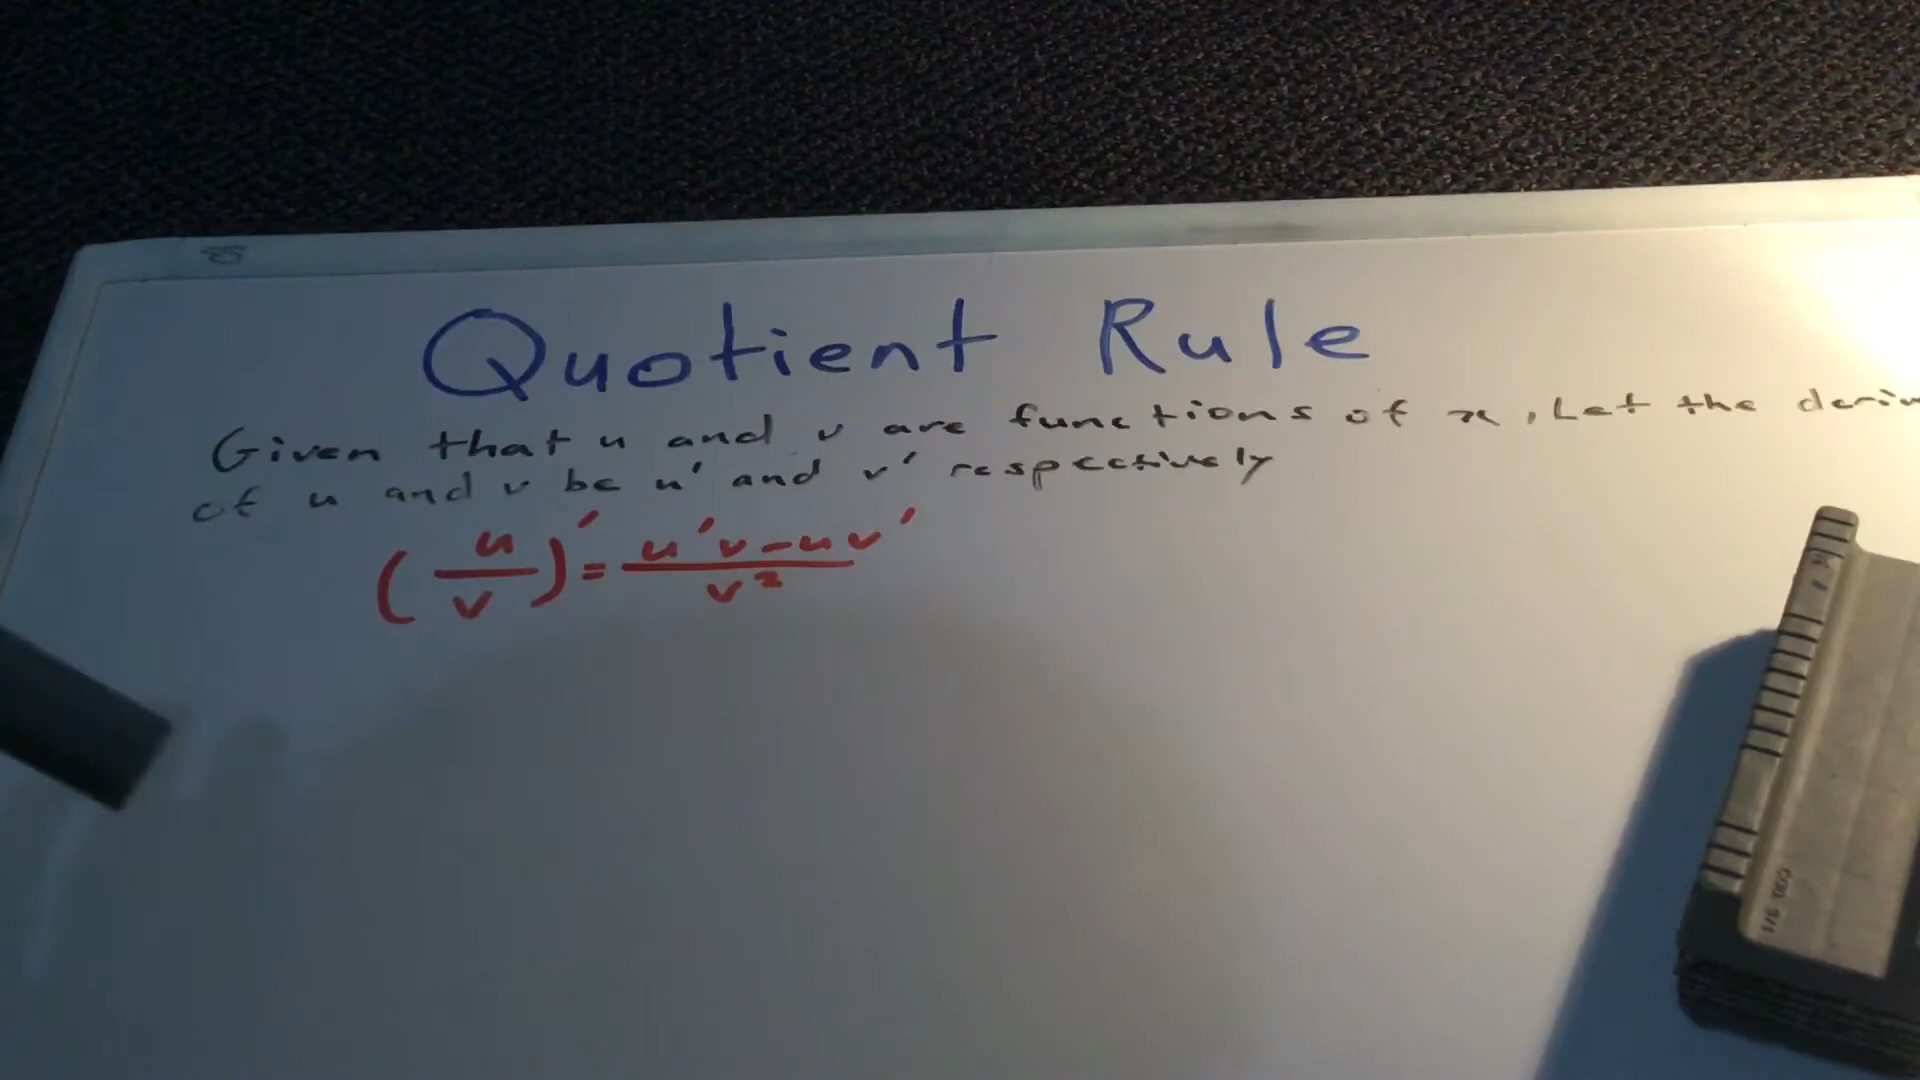 Quotient Rule
Given that u and v are functions of x, Let the
of u and v be u' and v' respectively
(u/v)' = u'v-uv'/v²